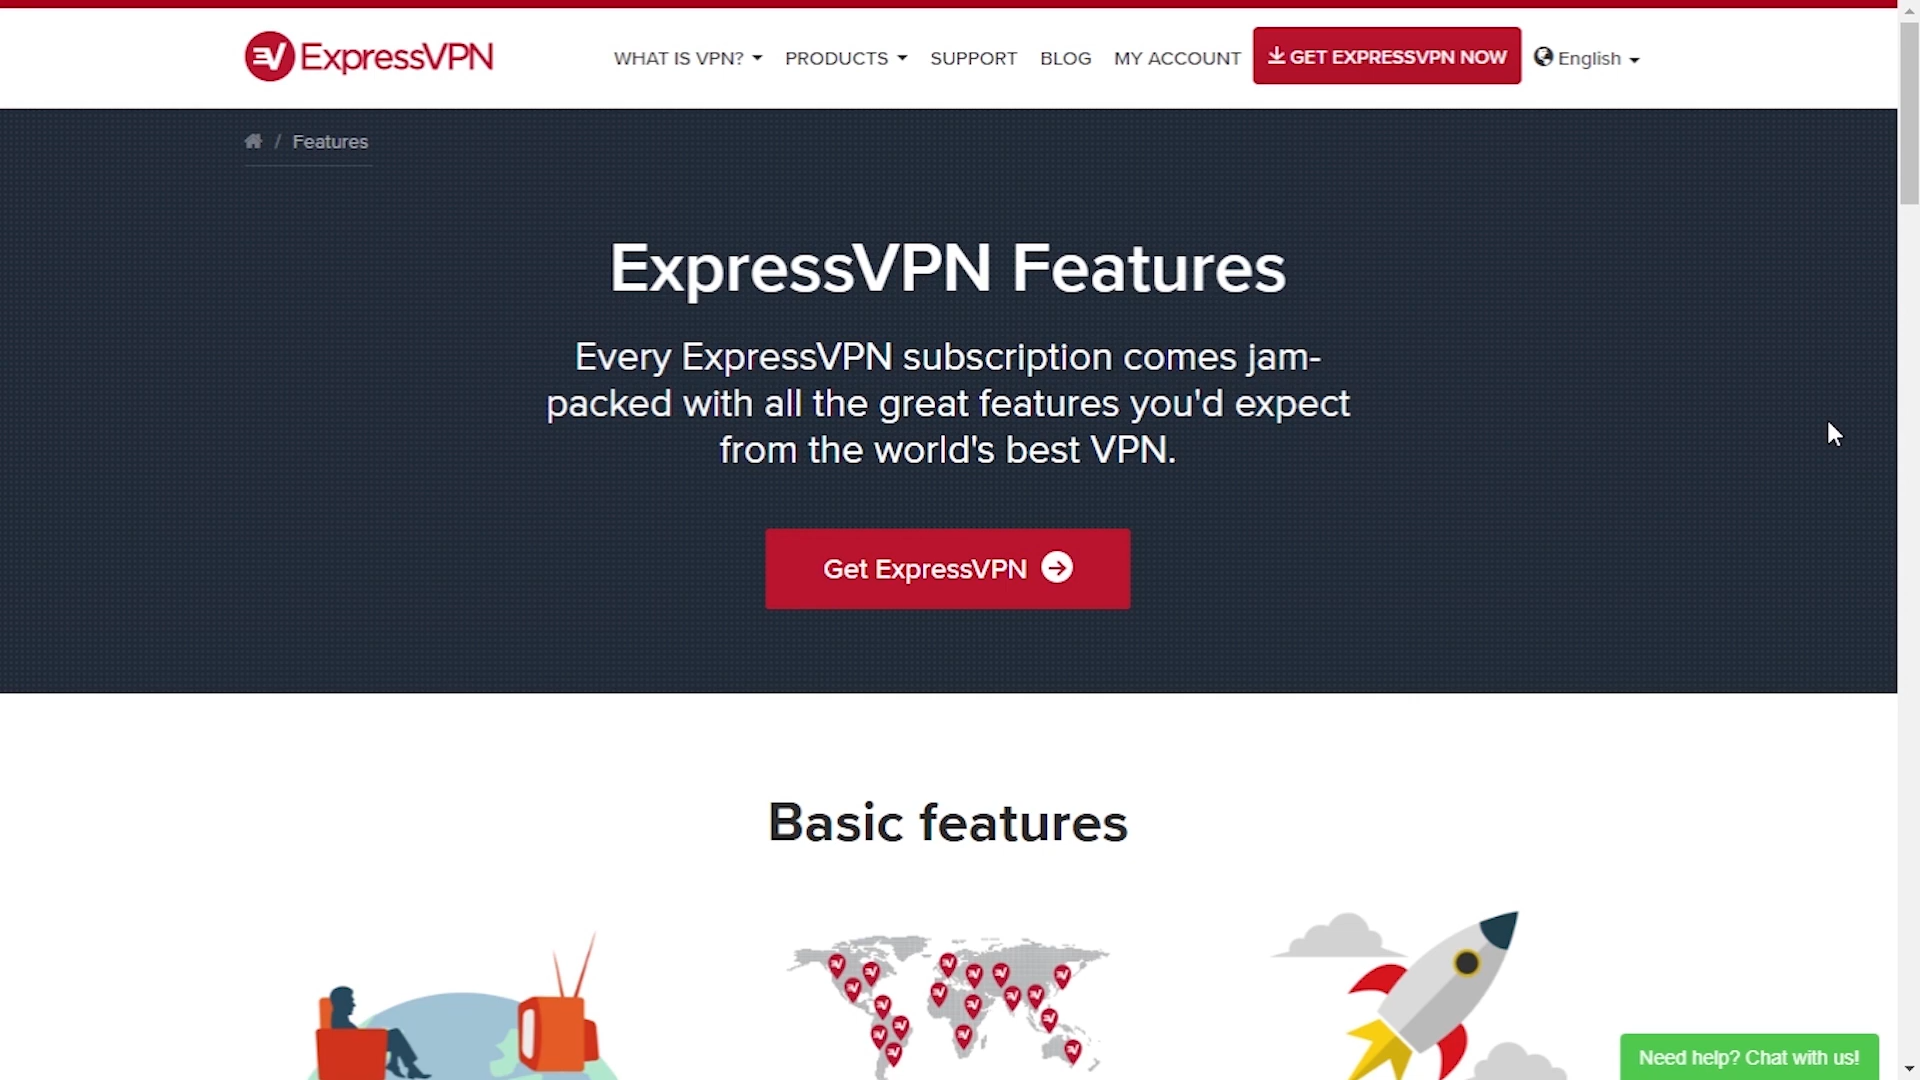 ExpressVPN
WHAT IS VPN?
PRODUCTS
SUPPORT
BLOG
MY ACCOUNT
GET EXPRESSVPN NOW
English
/ Features
ExpressVPN Features
Every ExpressVPN subscription comes jam-
packed with all the great features you'd expect
from the world's best VPN.
Get ExpressVPN
Basic features
Need help? Chat with us!